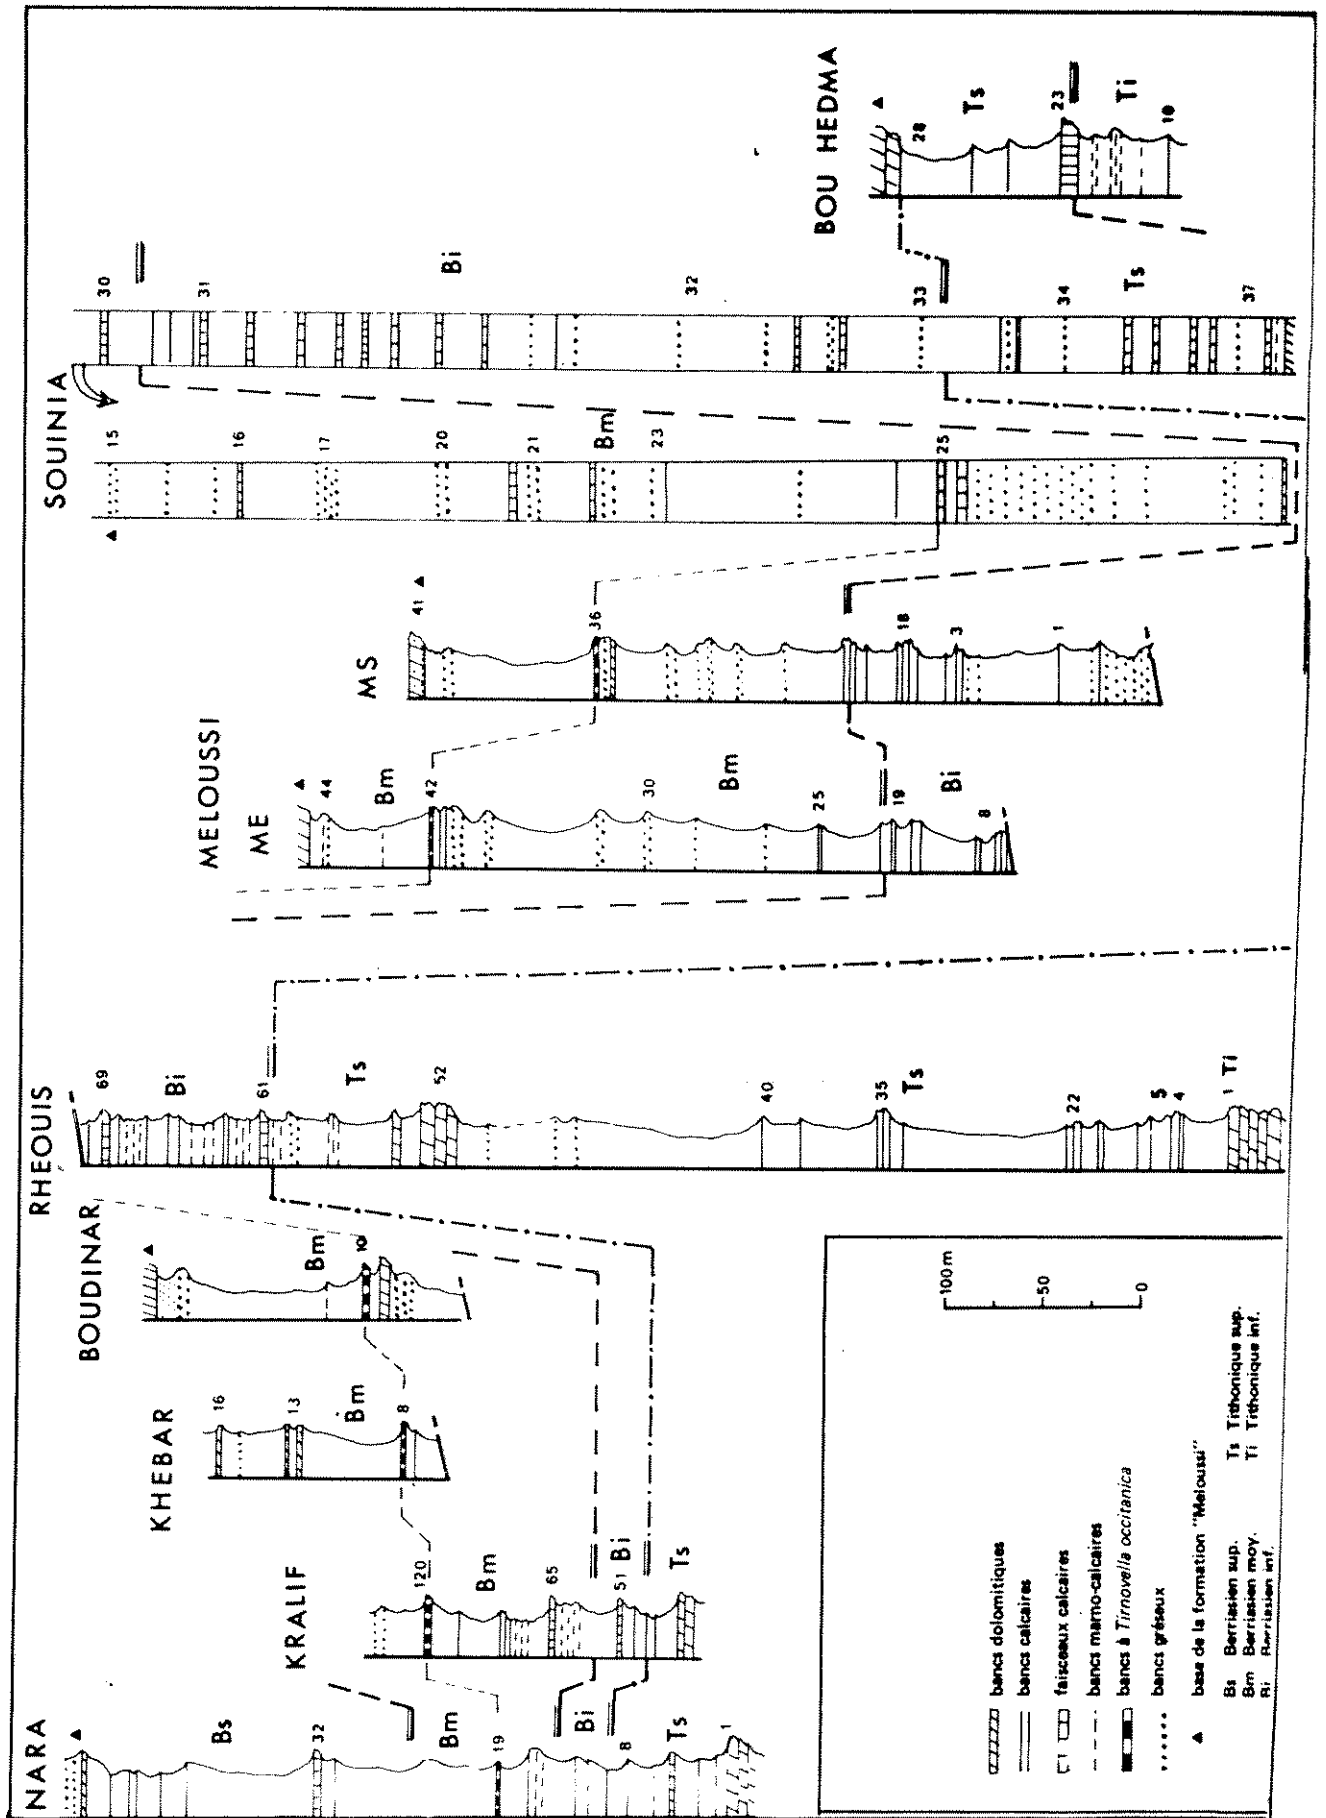 NARA
Bs
32
Bm
19
Bi
8
Ts
1
KRALIF
120
Bm
65
Bi
51
Ts
KHEBAR
16
13
Bm
8
BOUDINAR
Bm
10
RHEOUIS
69
Bi
61
Ts
52
40
35
Ts
22
5
4
1
Ti
MELOUSSI
ME
44
Bm
42
30
Bm
25
19
Bi
8
MS
41
36
18
3
1
SOUINIA
15
16
17
20
21
Bm
23
25
30
31
Bi
32
33
34
Ts
37
BOU HEDMA
28
Ts
23
Ti
10
100m
50
0
bancs dolomitiques
bancs calcaires
faisceaux calcaires
bancs marno-calcaires
bancs à Tirnovella occitanica
bancs gréseux
base de la formation "Meloussi"
Bs Berriasien sup.
Bm Berriasien moy.
Bi Berriasien inf.
Ts Tithonique sup.
Ti Tithonique inf.